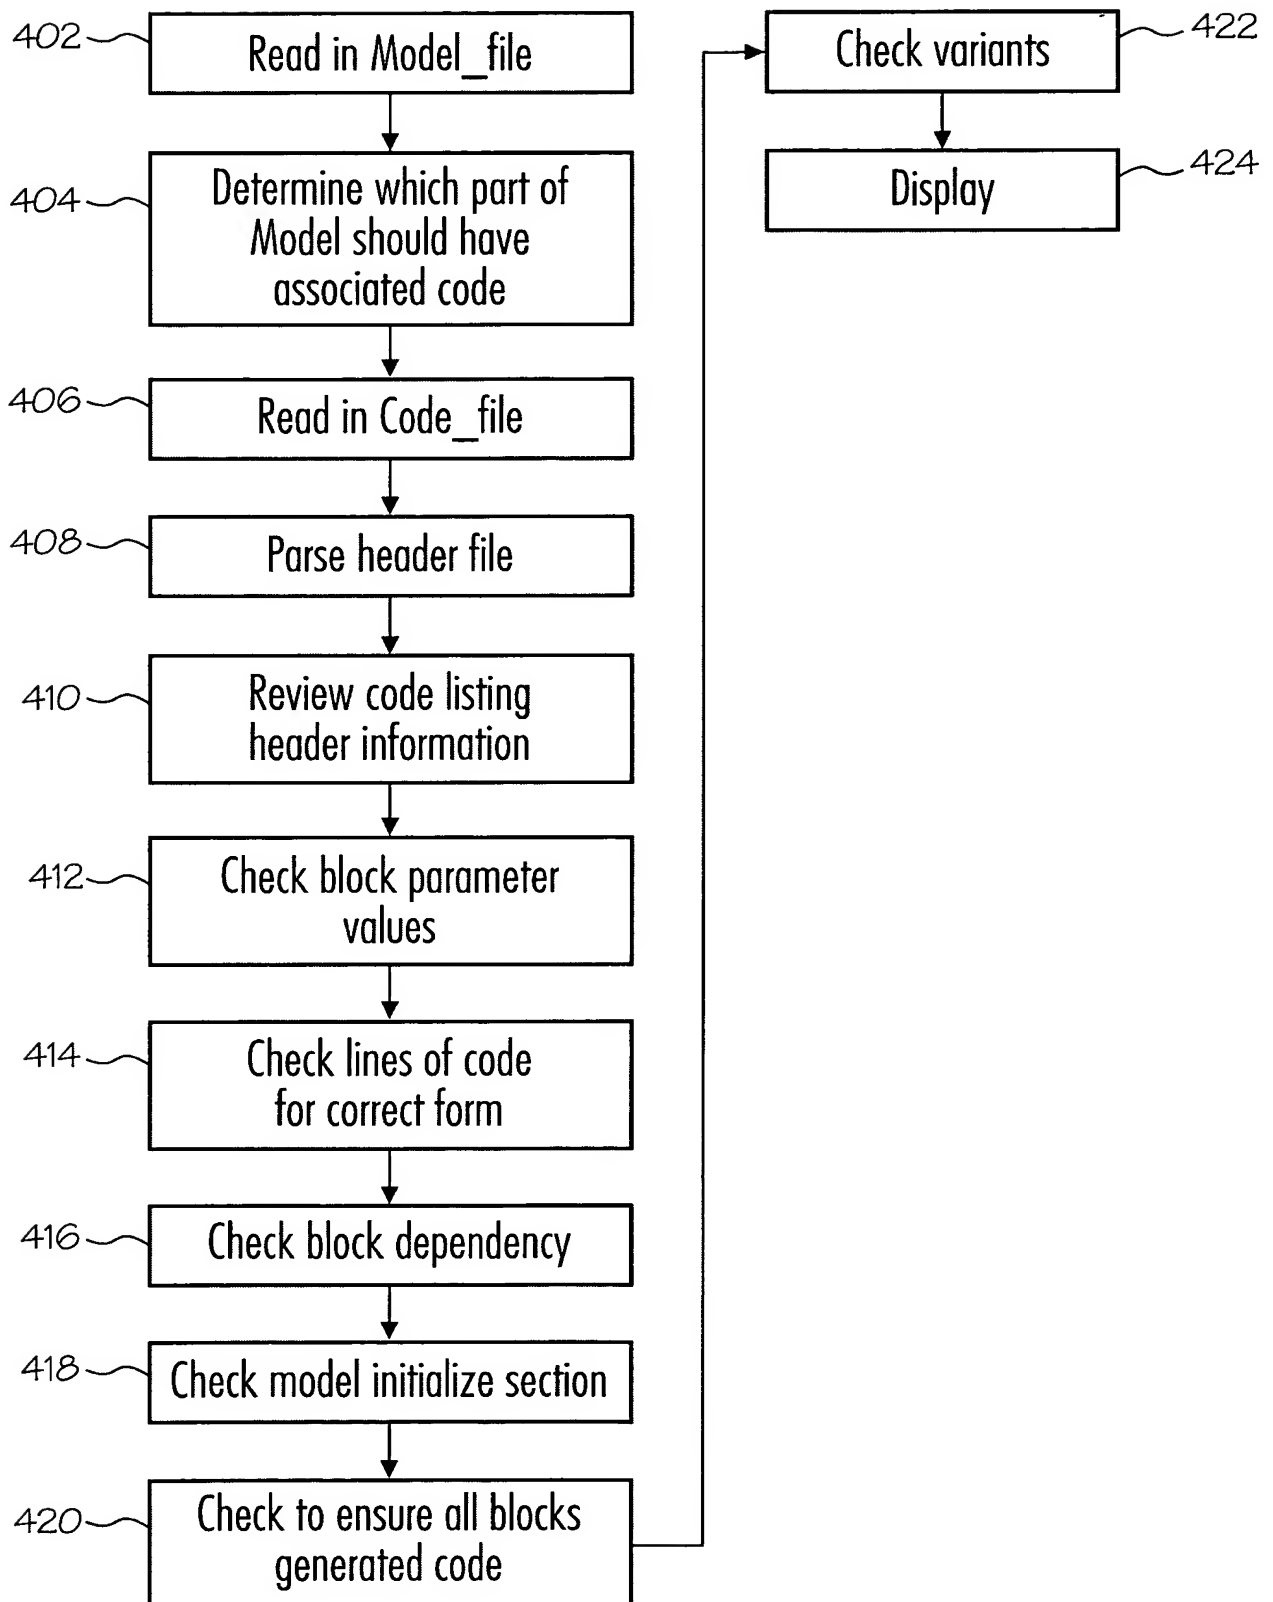 402
Read in Model_file
404
Determine which part of
Model should have
associated code
406
Read in Code_file
408
Parse header file
410
Review code listing
header information
412
Check block parameter
values
414
Check lines of code
for correct form
416
Check block dependency
418
Check model initialize section
420
Check to ensure all blocks
generated code
422
Check variants
424
Display